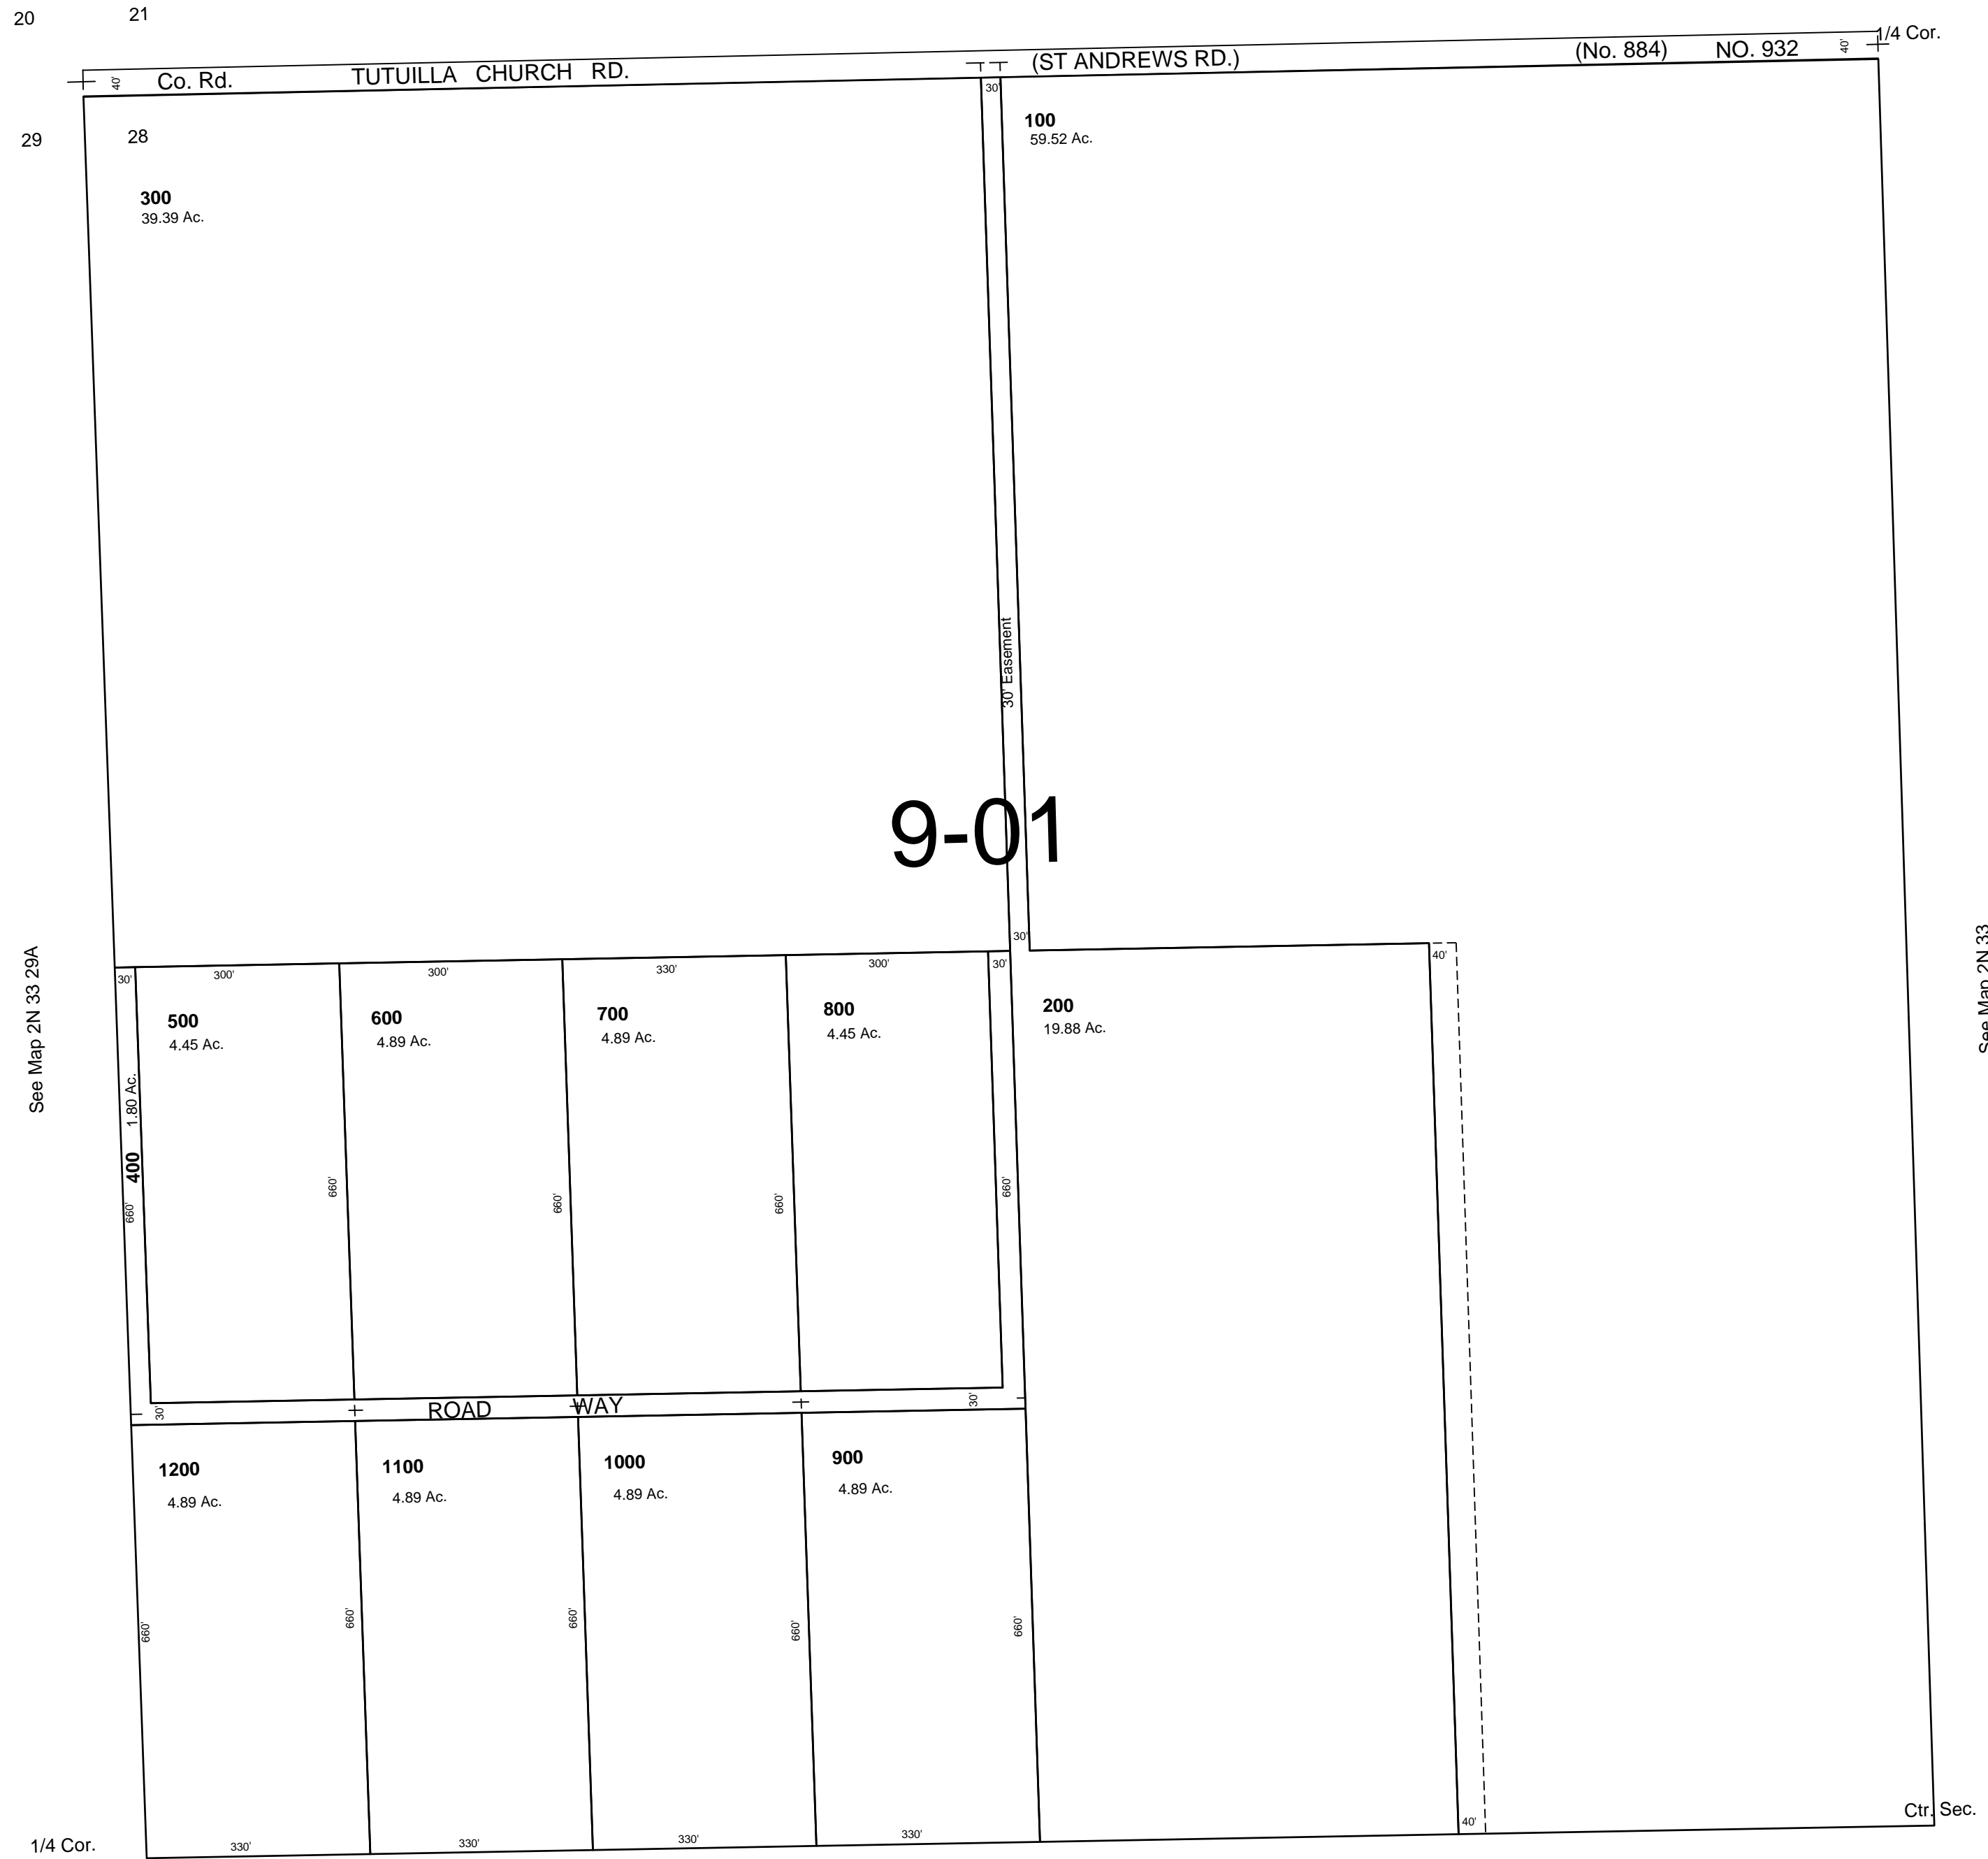 20 21
1/4 Cor.
40' Co. Rd. TUTUILLA CHURCH RD. (ST ANDREWS RD.) (No. 884) NO. 932 40'
30'
29 28
100
59.52 Ac.
300
39.39 Ac.
30' Easement
9-01
30'
40'
30' 300' 300' 330' 300' 30'
500
4.45 Ac.
600
4.89 Ac.
700
4.89 Ac.
800
4.45 Ac.
200
19.88 Ac.
See Map 2N 33 29A
See Map 2N 33
400 1.80 Ac.
660' 660' 660' 660' 660'
30' ROAD WAY 30'
1200
4.89 Ac.
1100
4.89 Ac.
1000
4.89 Ac.
900
4.89 Ac.
660' 660' 660' 660' 660'
40'
Ctr. Sec.
1/4 Cor.
330' 330' 330' 330'